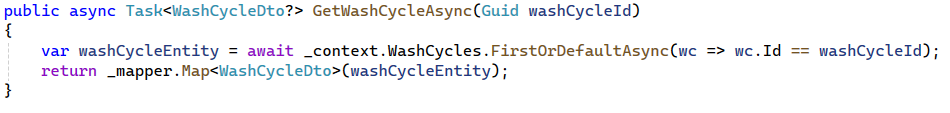 public async Task<WashCycleDto?> GetWashCycleAsync(Guid washCycleId)
{
    var washCycleEntity = await _context.WashCycles.FirstOrDefaultAsync(wc => wc.Id == washCycleId);
    return _mapper.Map<WashCycleDto>(washCycleEntity);
}